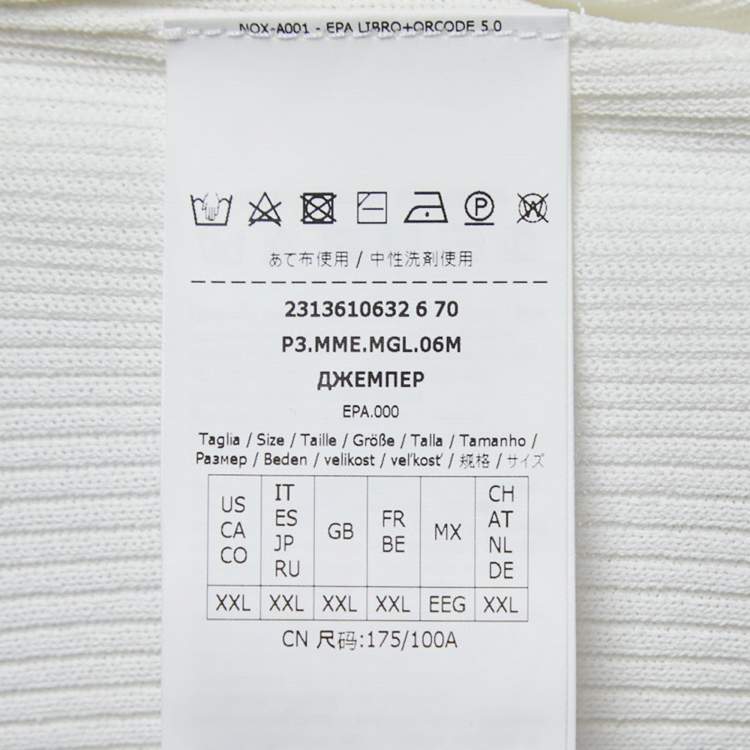 NOX-A001 - EPA LIBRO+QRCODE 5.0
P
W
あて布使用 / 中性洗剤使用
2313610632 6 70
P3.MME.MGL.06M
ДЖЕМПЕР
EPA.000
Taglia / Size / Taille / Größe / Talla / Tamanho /
Размер / Beden / velikost / veľkosť / 规格 / サイズ
US CA CO
IT ES JP RU
GB
FR BE
MX
CH AT NL DE
XXL XXL XXL XXL EEG XXL
CN 尺码:175/100A